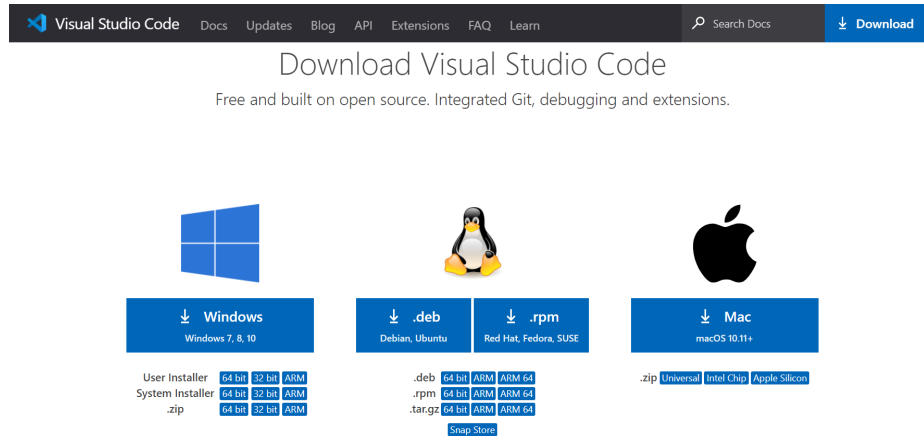 Visual Studio Code Docs Updates Blog API Extensions FAQ Learn Search Docs Download
Download Visual Studio Code
Free and built on open source. Integrated Git, debugging and extensions.
Windows
Windows 7, 8, 10
.deb
Debian, Ubuntu
.rpm
Red Hat, Fedora, SUSE
Mac
macOS 10.11+
User Installer 64 bit 32 bit ARM
System Installer 64 bit 32 bit ARM
.zip 64 bit 32 bit ARM
.deb 64 bit ARM ARM 64
.rpm 64 bit ARM ARM 64
.tar.gz 64 bit ARM ARM 64
Snap Store
.zip Universal Intel Chip Apple Silicon